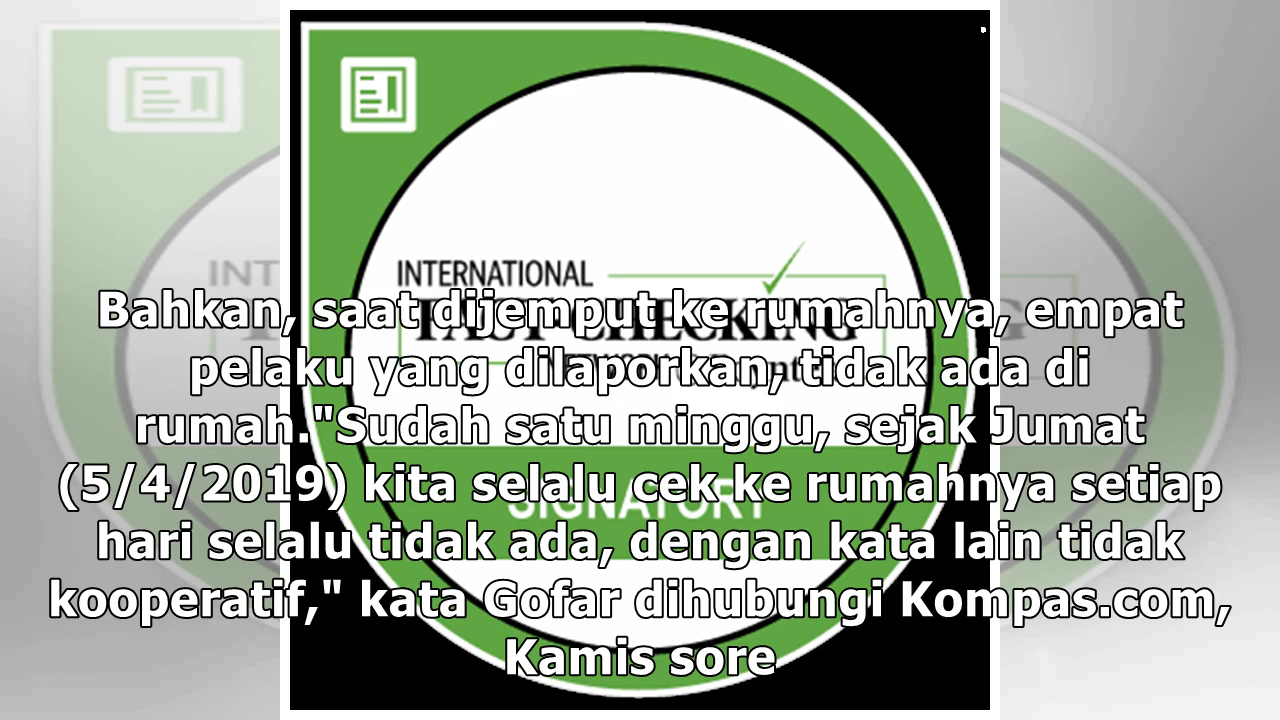 INTERNATIONAL
FACT-CHECKING
SIGNATORY
Bahkan, saat dijemput ke rumahnya, empat
pelaku yang dilaporkan, tidak ada di
rumah."Sudah satu minggu, sejak Jumat
(5/4/2019) kita selalu cek ke rumahnya setiap
hari selalu tidak ada, dengan kata lain tidak
kooperatif," kata Gofar dihubungi Kompas.com,
Kamis sore